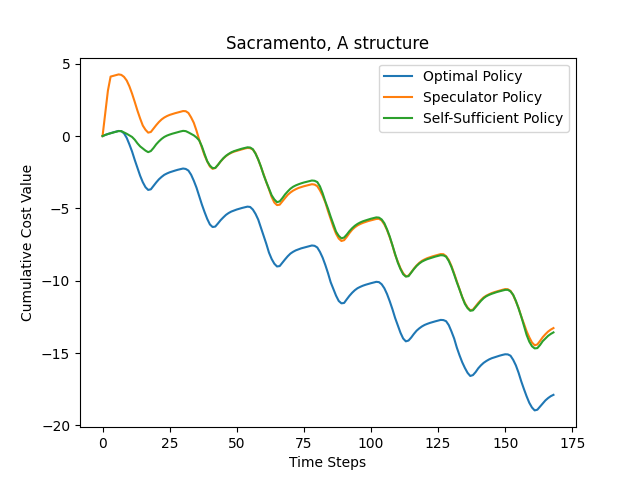 Sacramento, A structure
Optimal Policy
Speculator Policy
Self-Sufficient Policy
Cumulative Cost Value
5
0
−5
−10
−15
−20
0
25
50
75
100
125
150
175
Time Steps